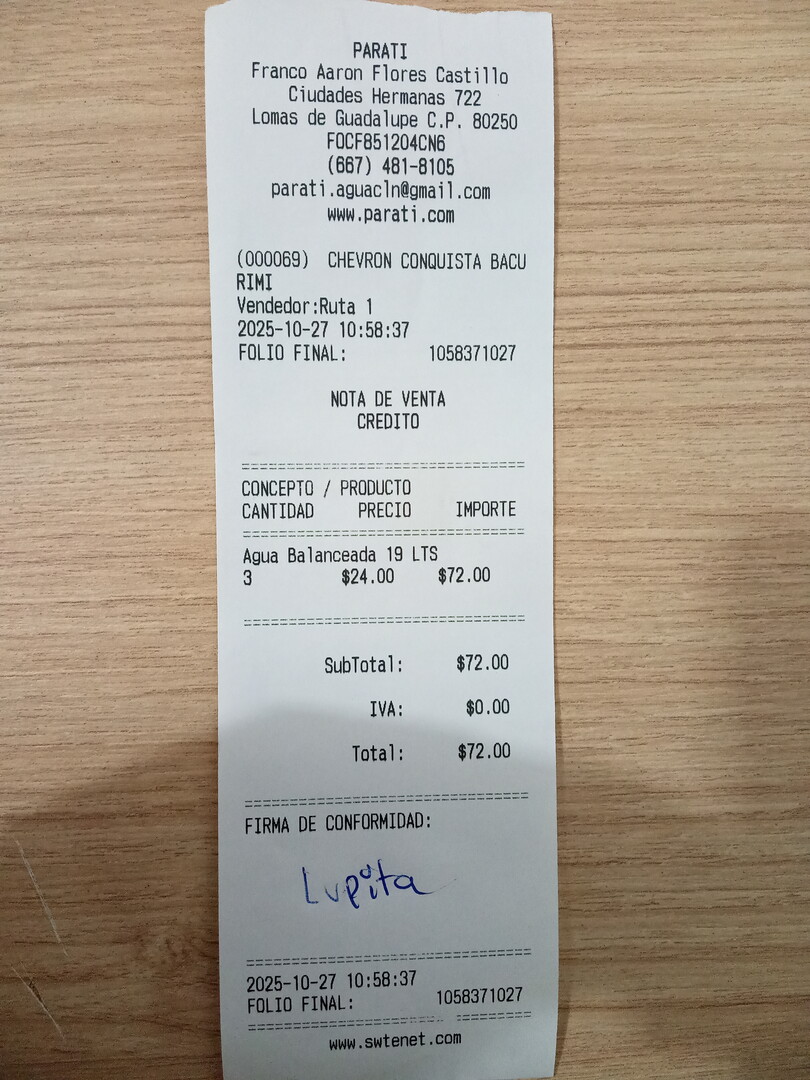 PARATI
Franco Aaron Flores Castillo
Ciudades Hermanas 722
Lomas de Guadalupe C.P. 80250
FOCF851204CN6
(667) 481-8105
parati.aguacln@gmail.com
www.parati.com
(000069) CHEVRON CONQUISTA BACU
RIMI
Vendedor:Ruta 1
2025-10-27 10:58:37
FOLIO FINAL: 1058371027
NOTA DE VENTA
CREDITO
CONCEPTO / PRODUCTO
CANTIDAD PRECIO IMPORTE
Agua Balanceada 19 LTS
3 $24.00 $72.00
SubTotal: $72.00
IVA: $0.00
Total: $72.00
FIRMA DE CONFORMIDAD:
Lupita
2025-10-27 10:58:37
FOLIO FINAL: 1058371027
www.swtenet.com